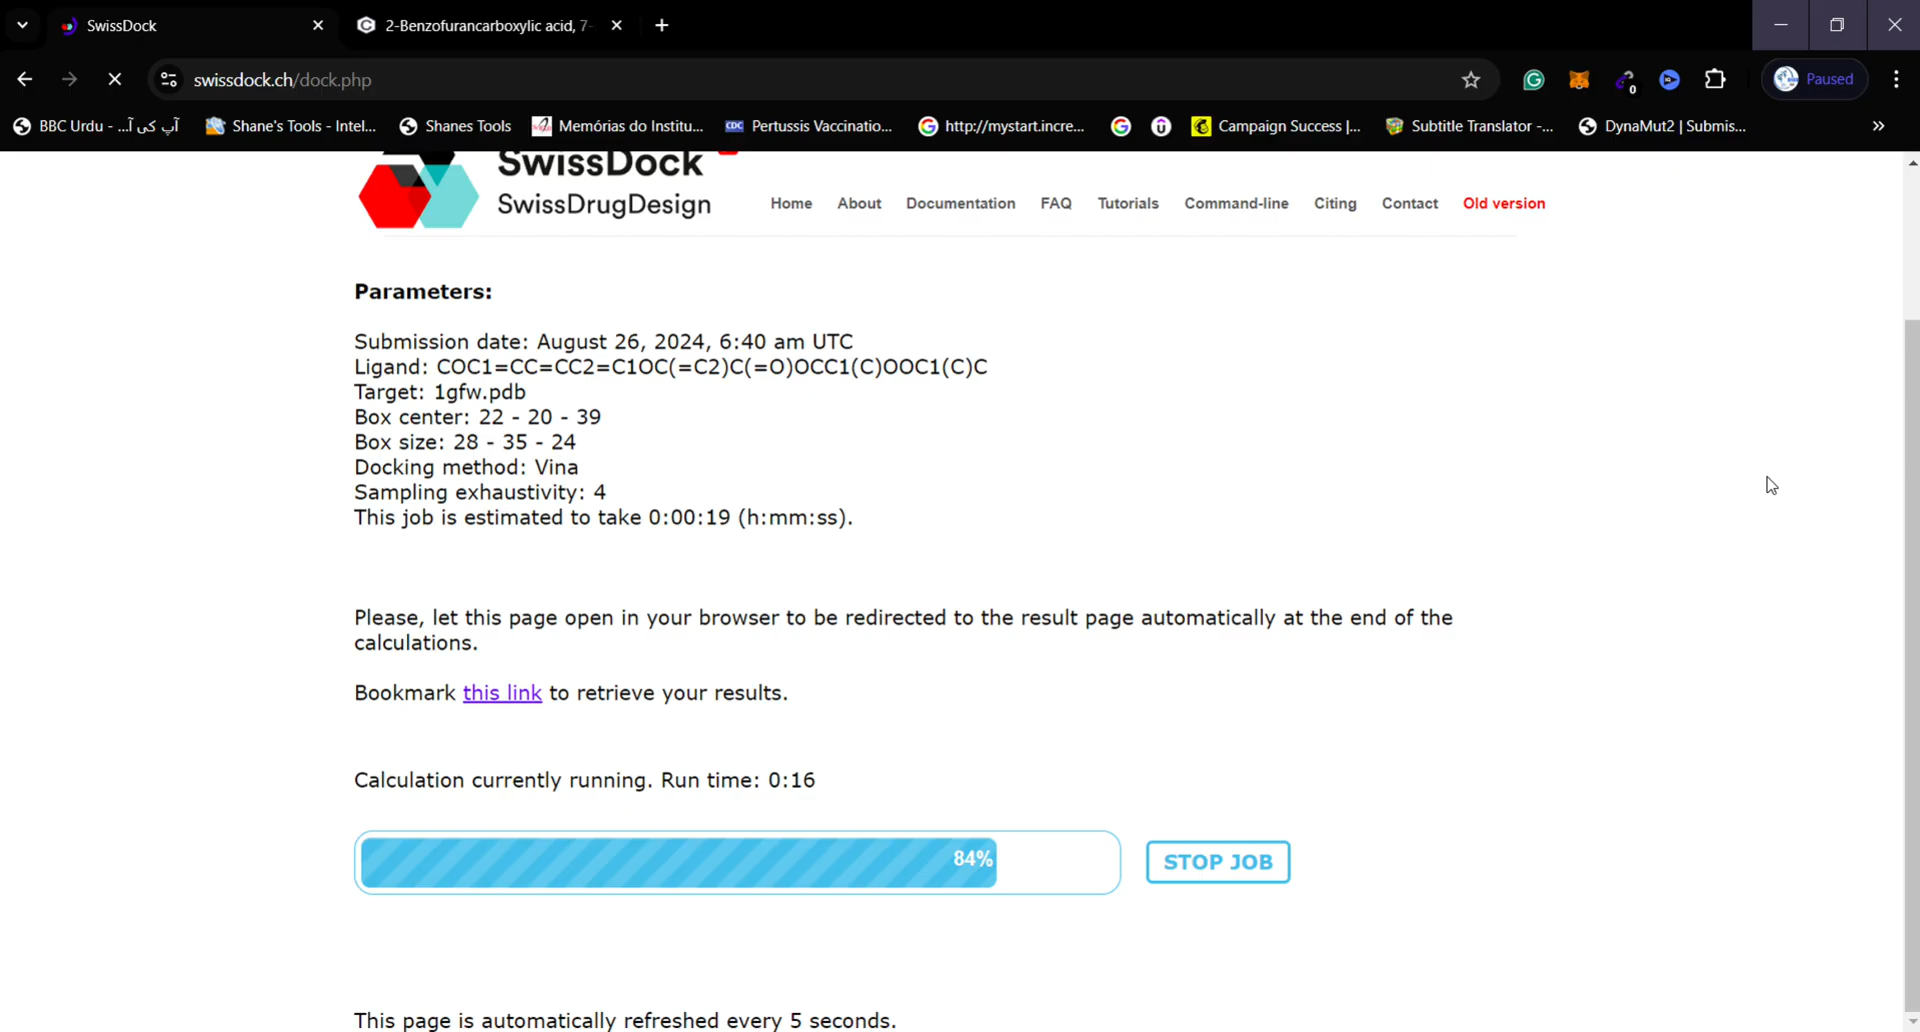 SwissDock
2-Benzofurancarboxylic acid, 7-
swissdock.ch/dock.php
0
Paused
BBC Urdu - ...آپ کی آ
Shane's Tools - Intel...
Shanes Tools
Memórias do Institu...
CDC
Pertussis Vaccinatio...
http://mystart.incre...
Campaign Success |...
Subtitle Translator -...
DynaMut2 | Submis...
SwissDock
SwissDrugDesign
Home
About
Documentation
FAQ
Tutorials
Command-line
Citing
Contact
Old version
Parameters:
Submission date: August 26, 2024, 6:40 am UTC
Ligand: COC1=CC=CC2=C1OC(=C2)C(=O)OCC1(C)OOC1(C)C
Target: 1gfw.pdb
Box center: 22 - 20 - 39
Box size: 28 - 35 - 24
Docking method: Vina
Sampling exhaustivity: 4
This job is estimated to take 0:00:19 (h:mm:ss).
Please, let this page open in your browser to be redirected to the result page automatically at the end of the
calculations.
Bookmark this link to retrieve your results.
Calculation currently running. Run time: 0:16
84%
STOP JOB
This page is automatically refreshed every 5 seconds.